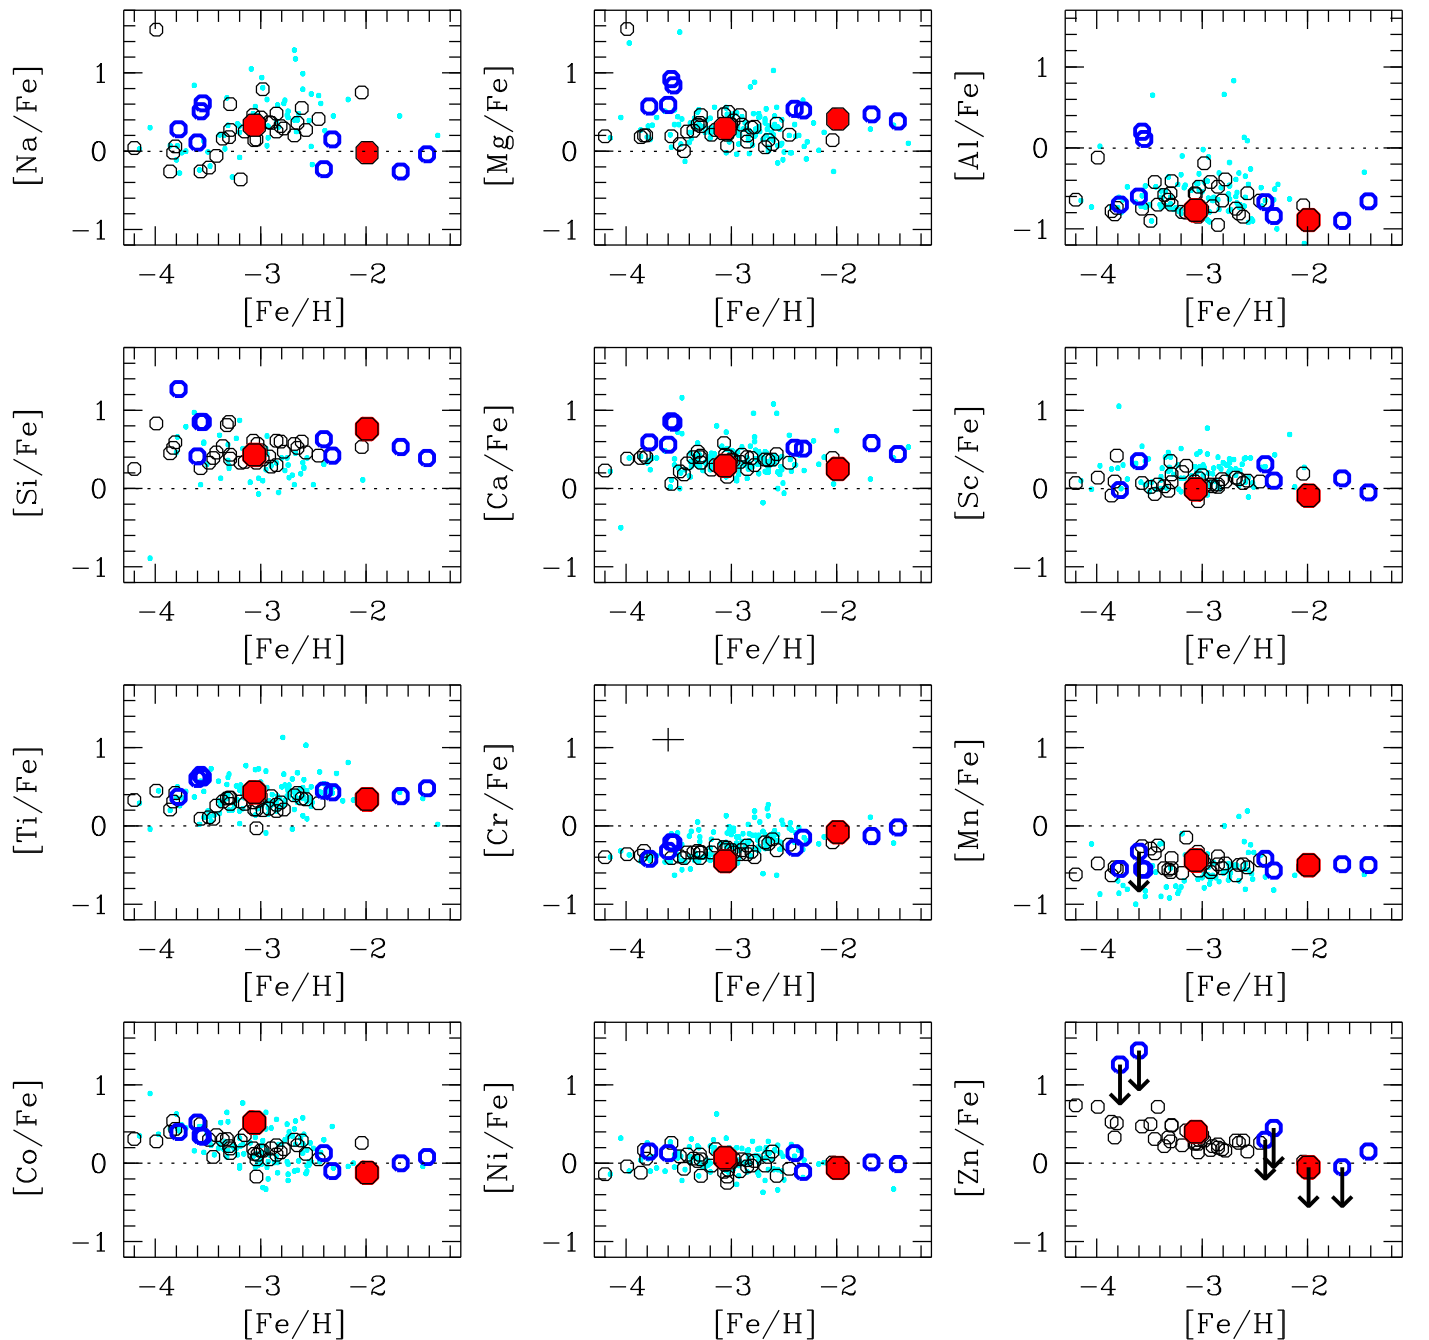 [Na/Fe] 1 0 −1 −4 −3 −2 [Fe/H]
[Mg/Fe] 1 0 −1 −4 −3 −2 [Fe/H]
[Al/Fe] 1 0 −1 −4 −3 −2 [Fe/H]
[Si/Fe] 1 0 −1 −4 −3 −2 [Fe/H]
[Ca/Fe] 1 0 −1 −4 −3 −2 [Fe/H]
[Sc/Fe] 1 0 −1 −4 −3 −2 [Fe/H]
[Ti/Fe] 1 0 −1 −4 −3 −2 [Fe/H]
[Cr/Fe] 1 0 −1 −4 −3 −2 [Fe/H]
[Mn/Fe] 1 0 −1 −4 −3 −2 [Fe/H]
[Co/Fe] 1 0 −1 −4 −3 −2 [Fe/H]
[Ni/Fe] 1 0 −1 −4 −3 −2 [Fe/H]
[Zn/Fe] 1 0 −1 −4 −3 −2 [Fe/H]